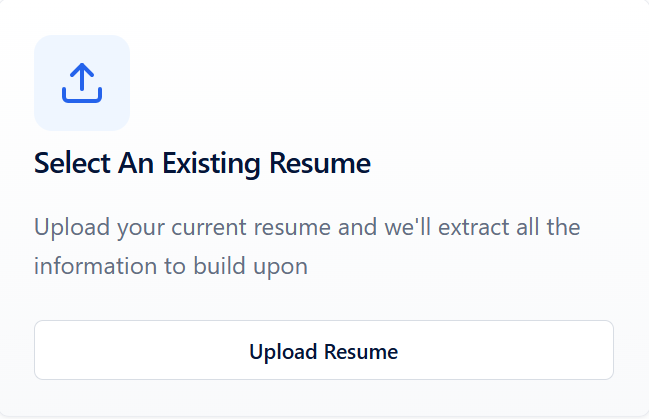 Select An Existing Resume
Upload your current resume and we'll extract all the
information to build upon
Upload Resume